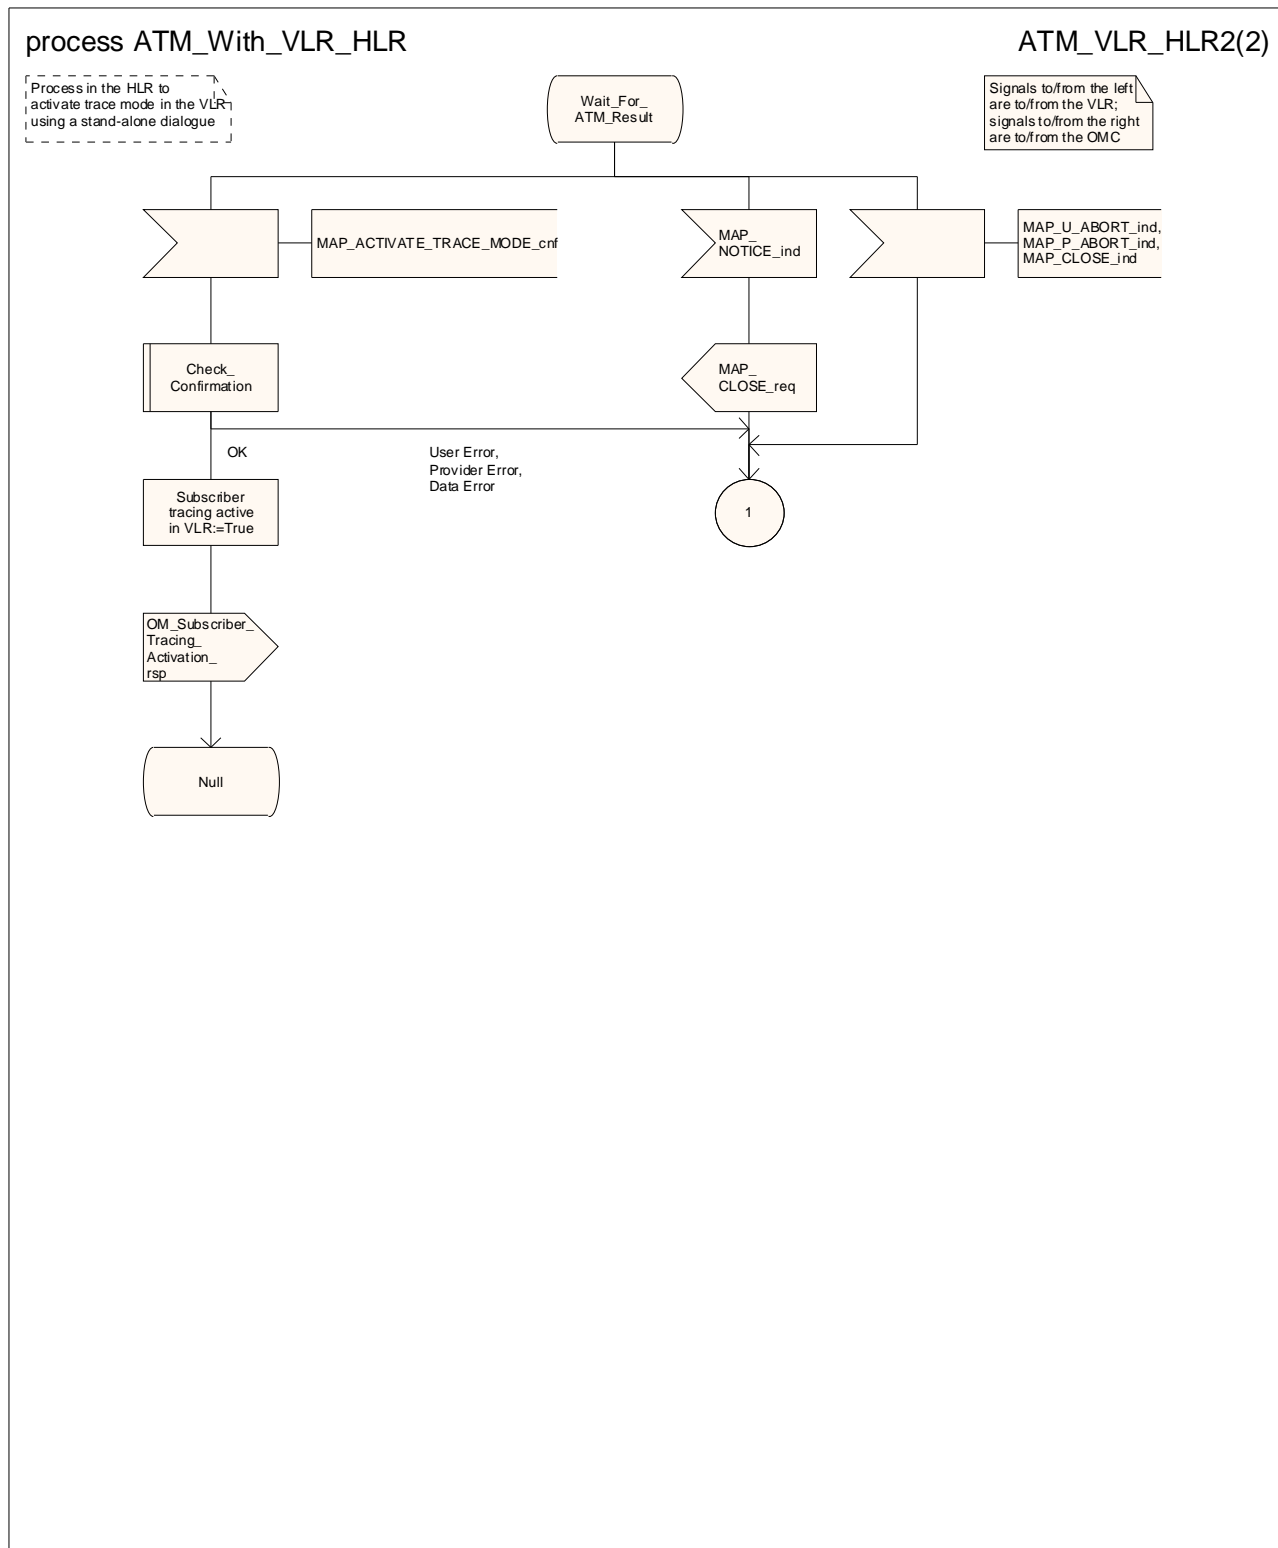 process ATM_With_VLR_HLR
ATM_VLR_HLR2(2)
Process in the HLR to
activate trace mode in the VLR
using a stand-alone dialogue
Wait_For_
ATM_Result
Signals to/from the left
are to/from the VLR;
signals to/from the right
are to/from the OMC
MAP_ACTIVATE_TRACE_MODE_cnf
MAP_
NOTICE_ind
MAP_U_ABORT_ind,
MAP_P_ABORT_ind,
MAP_CLOSE_ind
Check_
Confirmation
MAP_
CLOSE_req
OK
User Error,
Provider Error,
Data Error
Subscriber
tracing active
in VLR:=True
1
OM_Subscriber_
Tracing_
Activation_
rsp
Null